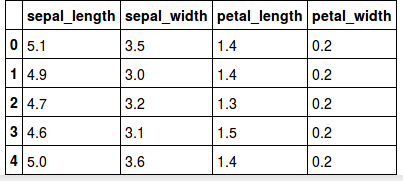 sepal_length sepal_width petal_length petal_width
0 5.1 3.5 1.4 0.2
1 4.9 3.0 1.4 0.2
2 4.7 3.2 1.3 0.2
3 4.6 3.1 1.5 0.2
4 5.0 3.6 1.4 0.2